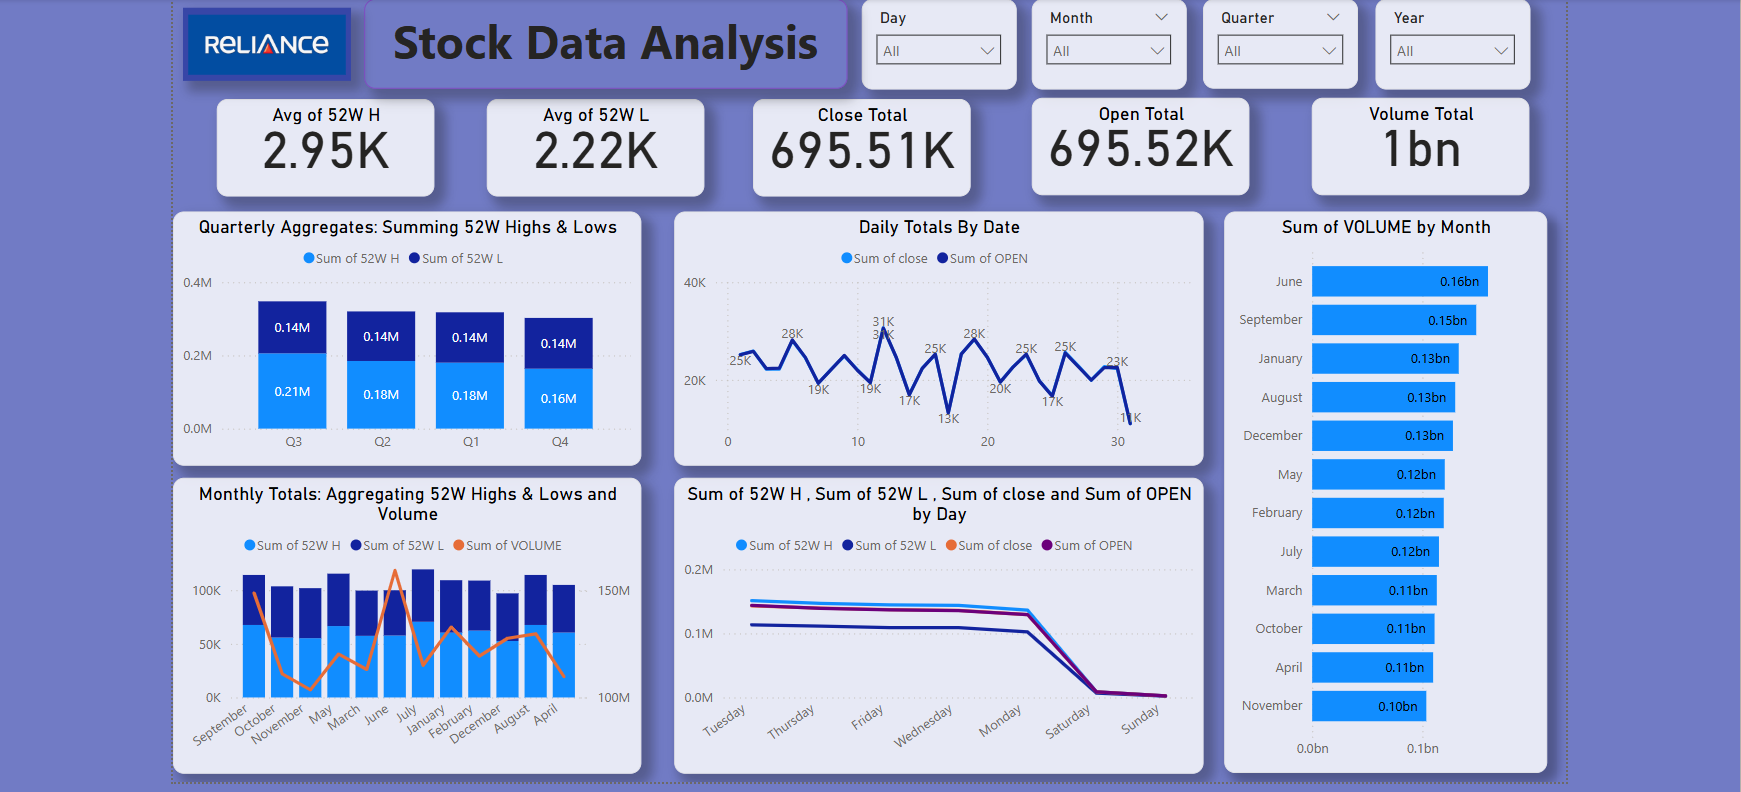 RELIANCE
Stock Data Analysis
Day
All
Month
All
Quarter
All
Year
All
Avg of 52W H
2.95K
Avg of 52W L
2.22K
Close Total
695.51K
Open Total
695.52K
Volume Total
1bn
Quarterly Aggregates: Summing 52W Highs & Lows
Sum of 52W H Sum of 52W L
0.4M
0.2M
0.0M
0.14M 0.14M 0.14M 0.14M
0.21M 0.18M 0.18M 0.16M
Q3 Q2 Q1 Q4
Daily Totals By Date
Sum of close Sum of OPEN
40K
20K
25K 28K 19K 19K 31K 17K 25K 13K 28K 20K 25K 17K 25K 23K 11K
0 10 20 30
Sum of VOLUME by Month
June 0.16bn
September 0.15bn
January 0.13bn
August 0.13bn
December 0.13bn
May 0.12bn
February 0.12bn
July 0.12bn
March 0.11bn
October 0.11bn
April 0.11bn
November 0.10bn
0.0bn 0.1bn
Monthly Totals: Aggregating 52W Highs & Lows and
Volume
Sum of 52W H Sum of 52W L Sum of VOLUME
100K 150M
50K
0K 100M
September October November May March June July January February December August April
Sum of 52W H , Sum of 52W L , Sum of close and Sum of OPEN
by Day
Sum of 52W H Sum of 52W L Sum of close Sum of OPEN
0.2M
0.1M
0.0M
Tuesday Thursday Friday Wednesday Monday Saturday Sunday